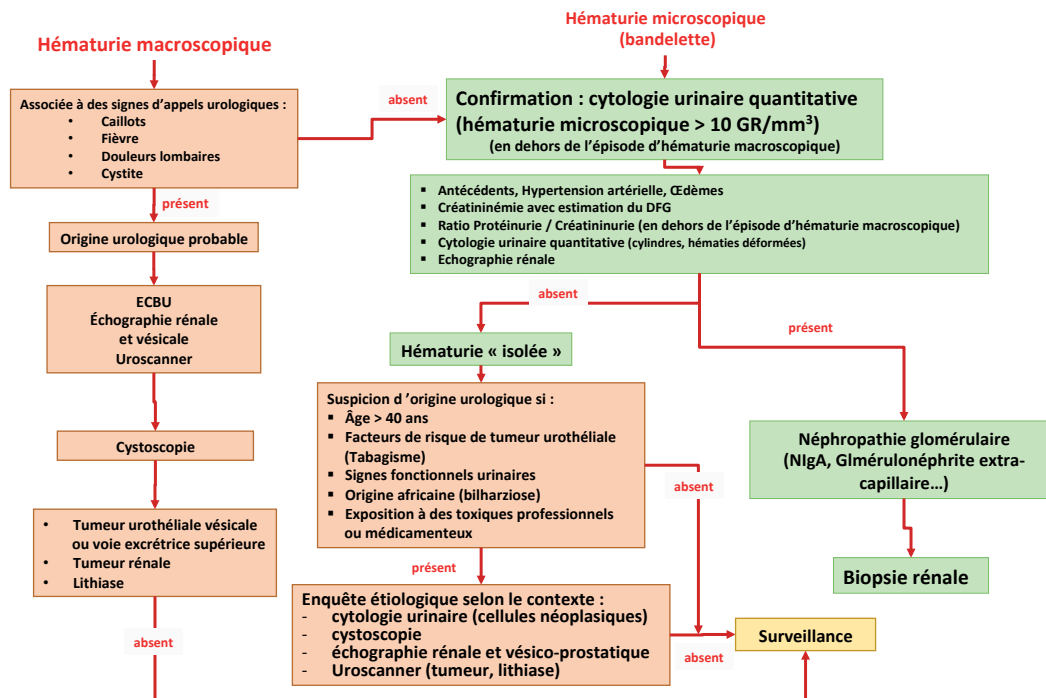 Hématurie macroscopique
Associée à des signes d'appels urologiques :
• Caillots
• Fièvre
• Douleurs lombaires
• Cystite
présent
Origine urologique probable
ECBU
Échographie rénale
et vésicale
Uroscanner
Cystoscopie
• Tumeur urothéliale vésicale
ou voie excrétrice supérieure
• Tumeur rénale
• Lithiase
absent
absent
Hématurie microscopique
(bandelette)
Confirmation : cytologie urinaire quantitative
(hématurie microscopique > 10 GR/mm³)
(en dehors de l'épisode d'hématurie macroscopique)
▪ Antécédents, Hypertension artérielle, Œdèmes
▪ Créatininémie avec estimation du DFG
▪ Ratio Protéinurie / Créatininurie (en dehors de l'épisode d'hématurie macroscopique)
▪ Cytologie urinaire quantitative (cylindres, hématies déformées)
▪ Echographie rénale
absent
Hématurie « isolée »
Suspicion d 'origine urologique si :
▪ Âge > 40 ans
▪ Facteurs de risque de tumeur urothéliale
(Tabagisme)
▪ Signes fonctionnels urinaires
▪ Origine africaine (bilharziose)
▪ Exposition à des toxiques professionnels
ou médicamenteux
absent
présent
Enquête étiologique selon le contexte :
- cytologie urinaire (cellules néoplasiques)
- cystoscopie
- échographie rénale et vésico-prostatique
- Uroscanner (tumeur, lithiase)
absent
Surveillance
présent
Néphropathie glomérulaire
(NIgA, Glmérulonéphrite extra-
capillaire…)
Biopsie rénale